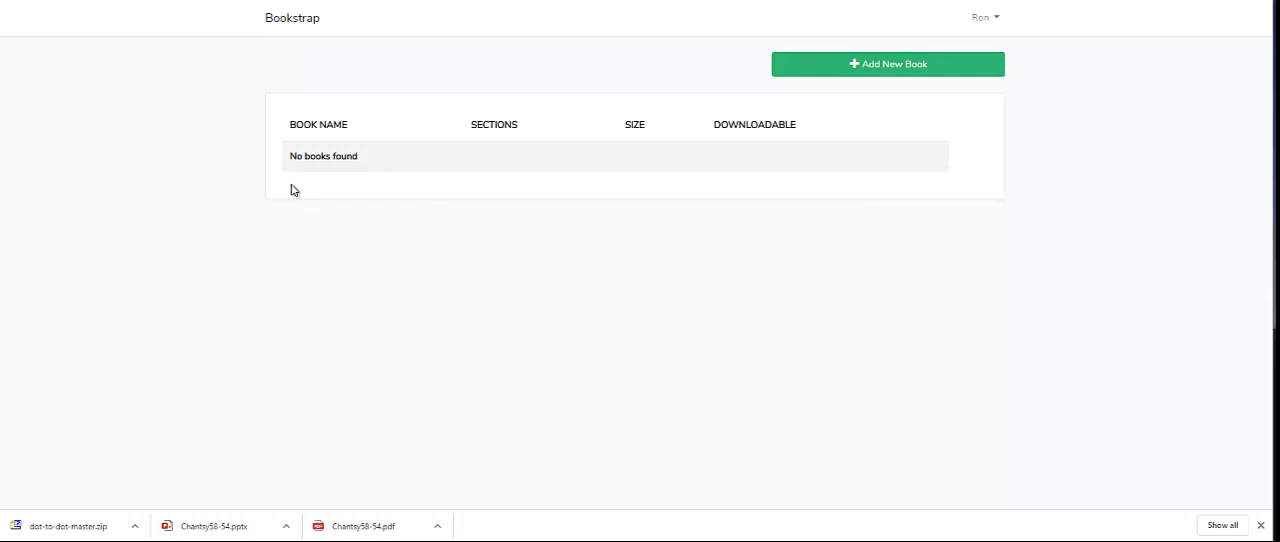 Bookstrap
Ron
Add New Book
BOOK NAME SECTIONS SIZE DOWNLOADABLE
No books found
dot-to-dot-master.zip Chantsy58-54.pptx Chantsy58-54.pdf Show all